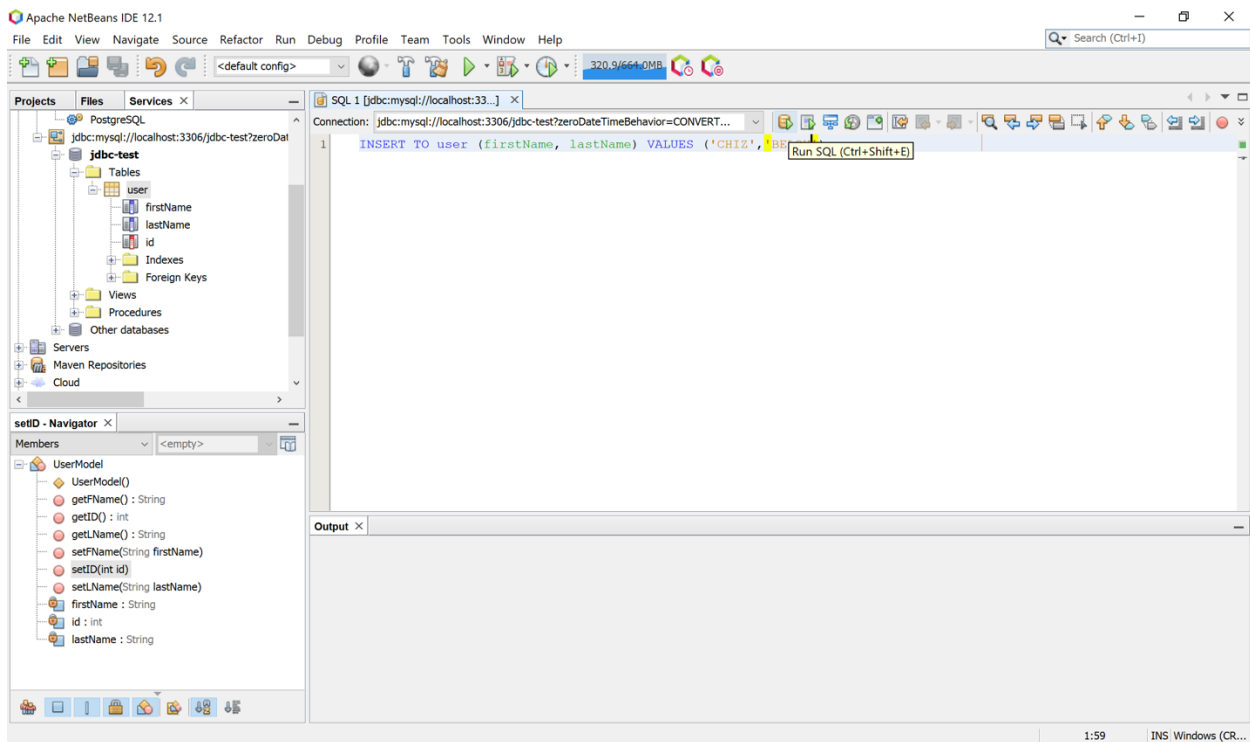 Apache NetBeans IDE 12.1
File Edit View Navigate Source Refactor Run Debug Profile Team Tools Window Help
Search (Ctrl+I)
<default config>
320.9/664.0MB
Projects Files Services
PostgreSQL
jdbc:mysql://localhost:3306/jdbc-test?zeroDat
jdbc-test
Tables
user
firstName
lastName
id
Indexes
Foreign Keys
Views
Procedures
Other databases
Servers
Maven Repositories
Cloud
SQL 1 [jdbc:mysql://localhost:33...]
Connection: jdbc:mysql://localhost:3306/jdbc-test?zeroDateTimeBehavior=CONVERT...
1 INSERT TO user (firstName, lastName) VALUES ('CHIZ','
Run SQL (Ctrl+Shift+E)
setID - Navigator
Members <empty>
UserModel
UserModel()
getFName() : String
getID() : int
getLName() : String
setFName(String firstName)
setID(int id)
setLName(String lastName)
firstName : String
id : int
lastName : String
Output
1:59 INS Windows (CR...